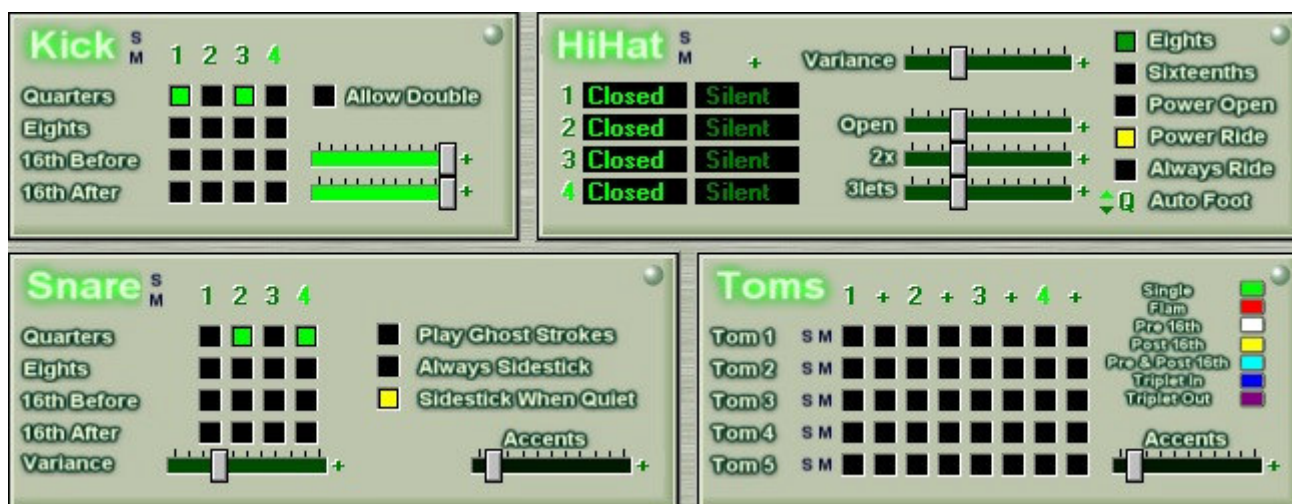 Kick S M 1 2 3 4
Quarters Allow Double
Eights
16th Before +
16th After +
HiHat S M + Variance + Eights
Sixteenths
1 Closed Silent Power Open
2 Closed Silent Open + Power Ride
3 Closed Silent 2x + Always Ride
4 Closed Silent 3lets + Q Auto Foot
Snare S M 1 2 3 4
Quarters Play Ghost Strokes
Eights Always Sidestick
16th Before Sidestick When Quiet
16th After Accents
Variance + +
Toms 1 + 2 + 3 + 4 +
Single
Flam
Pre 16th
Post 16th
Pre & Post 16th
Triplet In
Triplet Out
Tom 1 S M
Tom 2 S M
Tom 3 S M
Tom 4 S M
Tom 5 S M
Accents
+